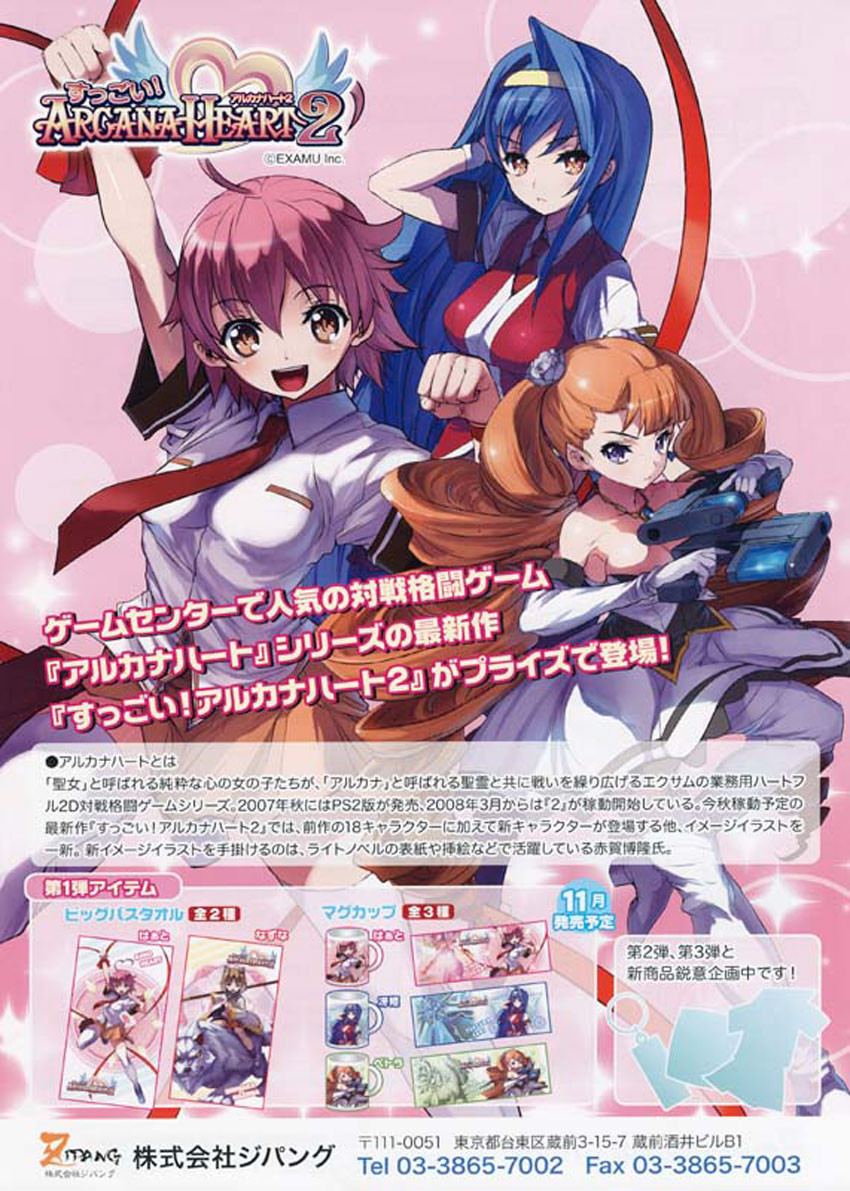 すっごい!
アルカナハート2
ARCANA HEART 2
©EXAMU Inc.
ゲームセンターで人気の対戦格闘ゲーム
『アルカナハート』シリーズの最新作
『すっごい!アルカナハート2』がプライズで登場!
●アルカナハートとは
「聖女」と呼ばれる純粋な心の女の子たちが、「アルカナ」と呼ばれる聖霊と共に戦いを繰り広げるエクサムの業務用ハートフ
ル2D対戦格闘ゲームシリーズ。2007年秋にはPS2版が発売、2008年3月からは『2』が稼動開始している。今秋稼動予定の
最新作『すっごい!アルカナハート2』では、前作の18キャラクターに加えて新キャラクターが登場する他、イメージイラストを
一新。新イメージイラストを手掛けるのは、ライトノベルの表紙や挿絵などで活躍している赤賀博隆氏。
第1弾アイテム
ビッグバスタオル 全2種
はぁと
なずな
マグカップ 全3種
はぁと
冴姫
ペトラ
11月
発売予定
第2弾、第3弾と
新商品鋭意企画中です!
ZIPANG
株式会社ジパング
株式会社ジパング
〒111-0051 東京都台東区蔵前3-15-7 蔵前酒井ビルB1
Tel 03-3865-7002 Fax 03-3865-7003